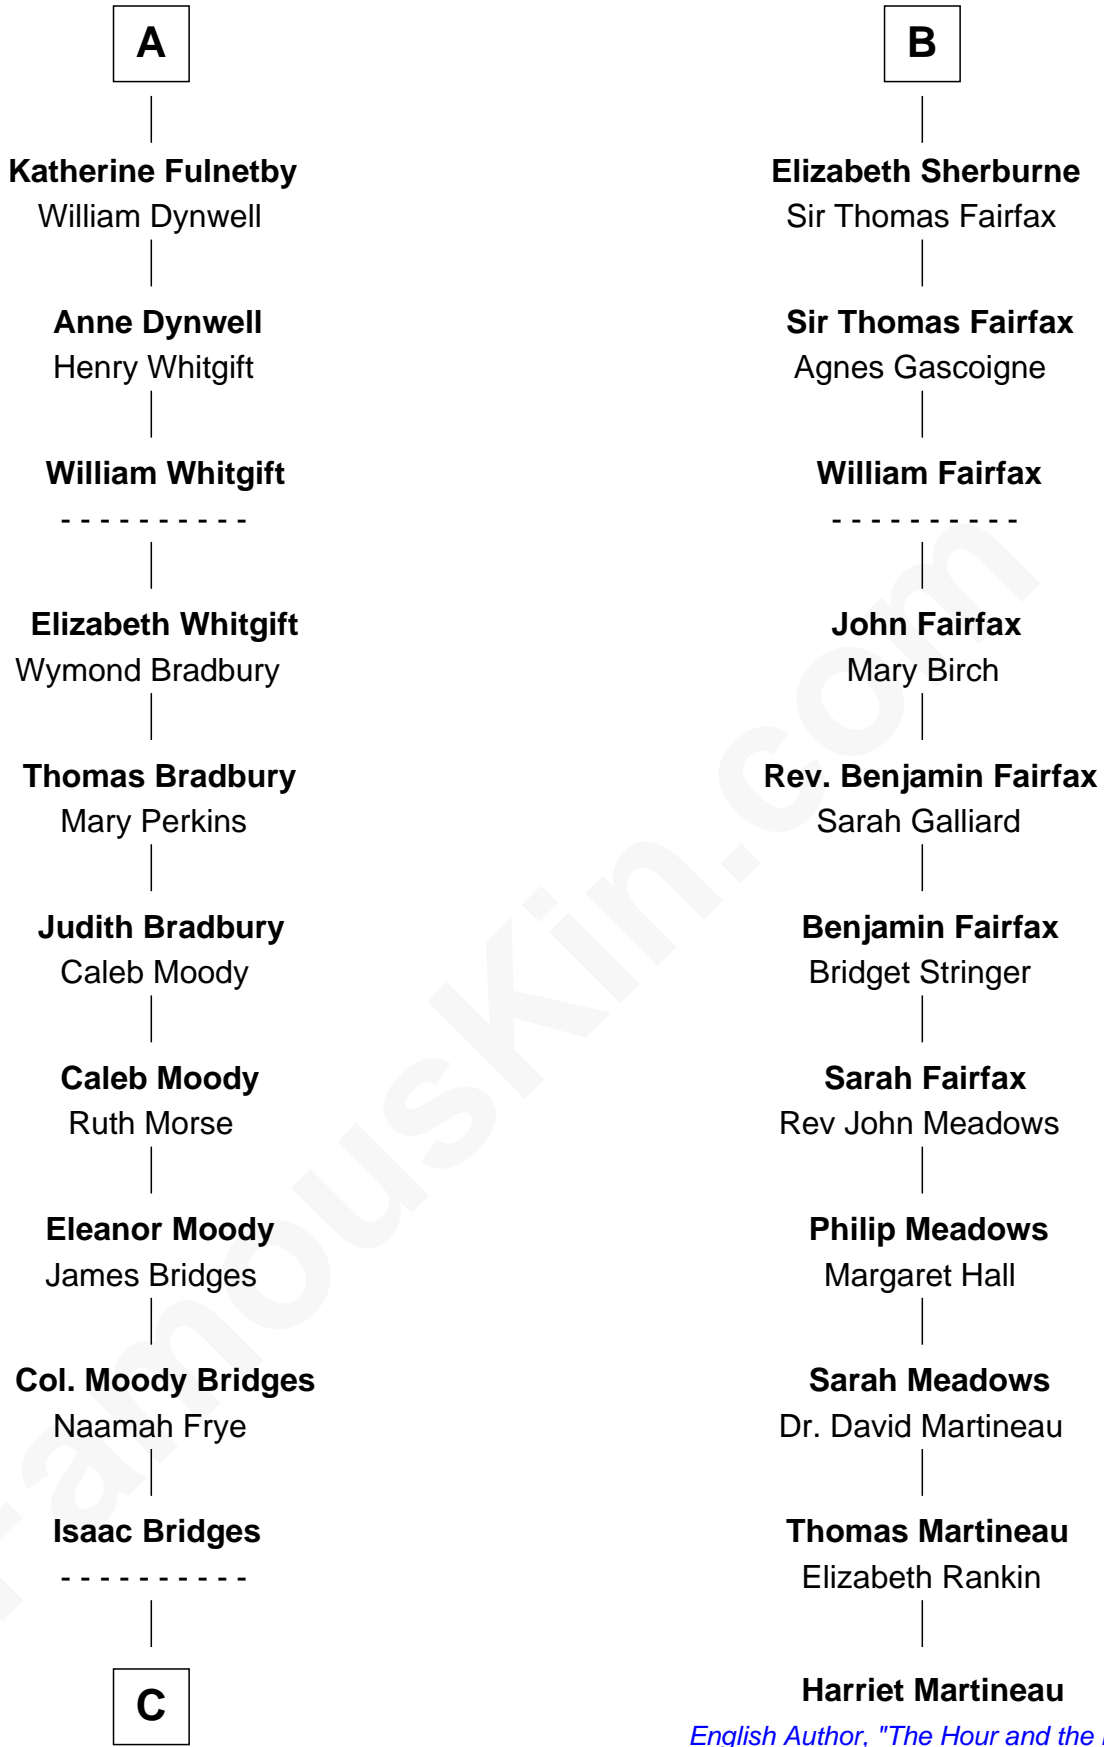 A
Katherine Fulnetby
William Dynwell
Anne Dynwell
Henry Whitgift
William Whitgift
- - - - - - - - - -
Elizabeth Whitgift
Wymond Bradbury
Thomas Bradbury
Mary Perkins
Judith Bradbury
Caleb Moody
Caleb Moody
Ruth Morse
Eleanor Moody
James Bridges
Col. Moody Bridges
Naamah Frye
Isaac Bridges
- - - - - - - - - -
C
B
Elizabeth Sherburne
Sir Thomas Fairfax
Sir Thomas Fairfax
Agnes Gascoigne
William Fairfax
- - - - - - - - - -
John Fairfax
Mary Birch
Rev. Benjamin Fairfax
Sarah Galliard
Benjamin Fairfax
Bridget Stringer
Sarah Fairfax
Rev John Meadows
Philip Meadows
Margaret Hall
Sarah Meadows
Dr. David Martineau
Thomas Martineau
Elizabeth Rankin
Harriet Martineau
English Author, "The Hour and the
FamousKin.com